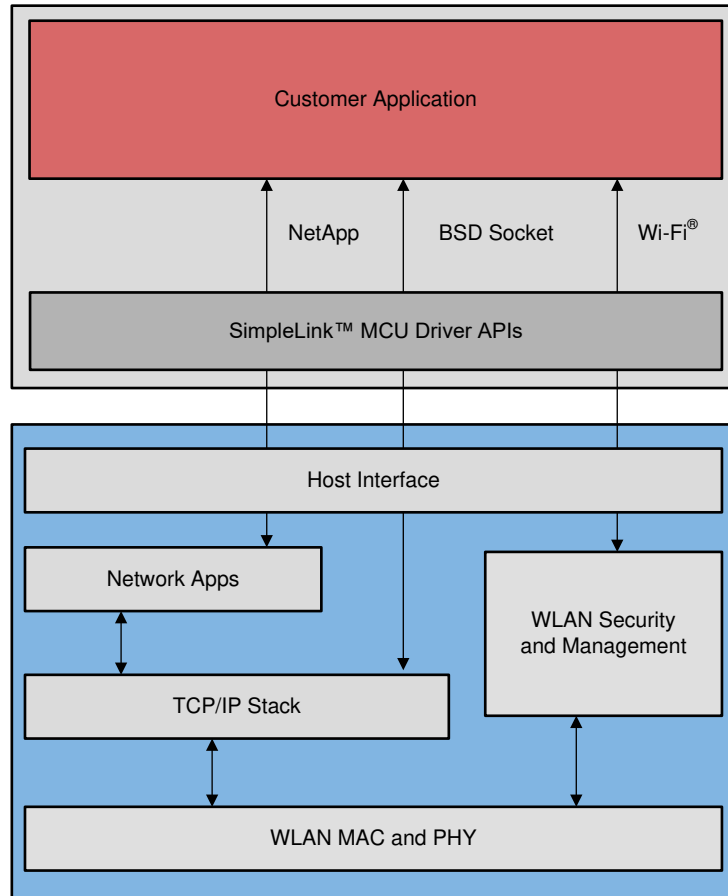 Customer Application
NetApp
BSD Socket
Wi-Fi®
SimpleLink™ MCU Driver APIs
Host Interface
Network Apps
WLAN Security
and Management
TCP/IP Stack
WLAN MAC and PHY